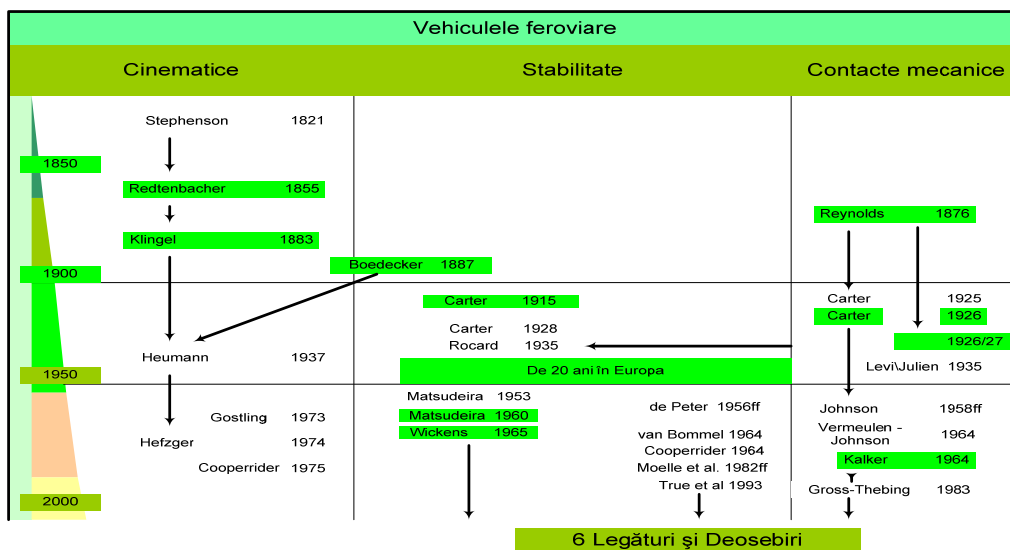 Vehiculele feroviare
Cinematice
Stabilitate
Contacte mecanice
1850
1900
1950
2000
Stephenson 1821
Redtenbacher 1855
Klingel 1883
Boedecker 1887
Heumann 1937
Gostling 1973
Hefzger 1974
Cooperrider 1975
Carter 1915
Carter 1928
Rocard 1935
De 20 ani în Europa
Matsudeira 1953
Matsudeira 1960
Wickens 1965
de Peter 1956ff
van Bommel 1964
Cooperrider 1964
Moelle et al. 1982ff
True et al 1993
Reynolds 1876
Carter 1925
Carter 1926
1926/27
Levi\Julien 1935
Johnson 1958ff
Vermeulen -
Johnson 1964
Kalker 1964
Gross-Thebing 1983
6 Legături şi Deosebiri